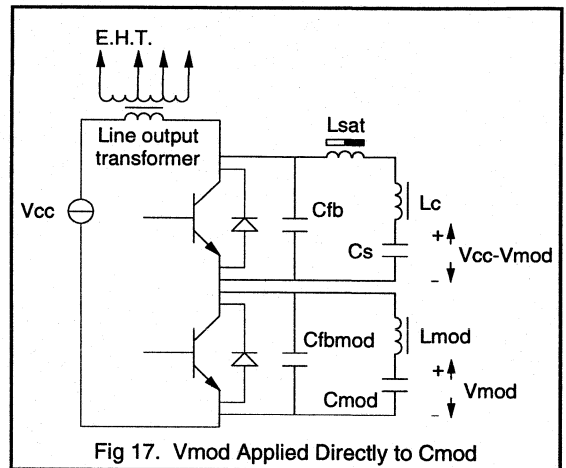 E.H.T.
Line output
transformer
Lsat
Vcc
Cfb
Lc
Cs
+
Vcc-Vmod
–
Cfbmod
Lmod
+
Cmod
Vmod
–
Fig 17. Vmod Applied Directly to Cmod